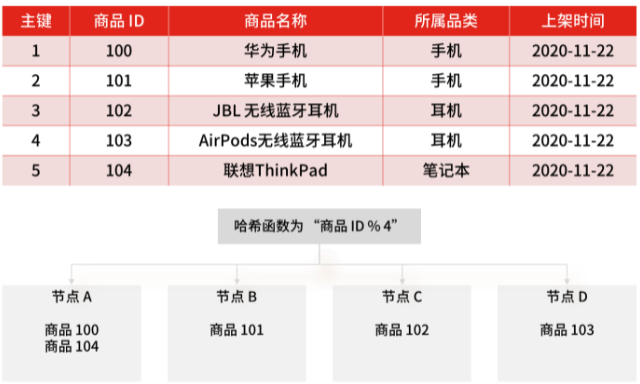 主键 商品 ID 商品名称 所属品类 上架时间
1 100 华为手机 手机 2020-11-22
2 101 苹果手机 手机 2020-11-22
3 102 JBL 无线蓝牙耳机 耳机 2020-11-22
4 103 AirPods无线蓝牙耳机 耳机 2020-11-22
5 104 联想ThinkPad 笔记本 2020-11-22
哈希函数为 “商品 ID % 4”
节点 A 节点 B 节点 C 节点 D
商品 100 商品 101 商品 102 商品 103
商品 104